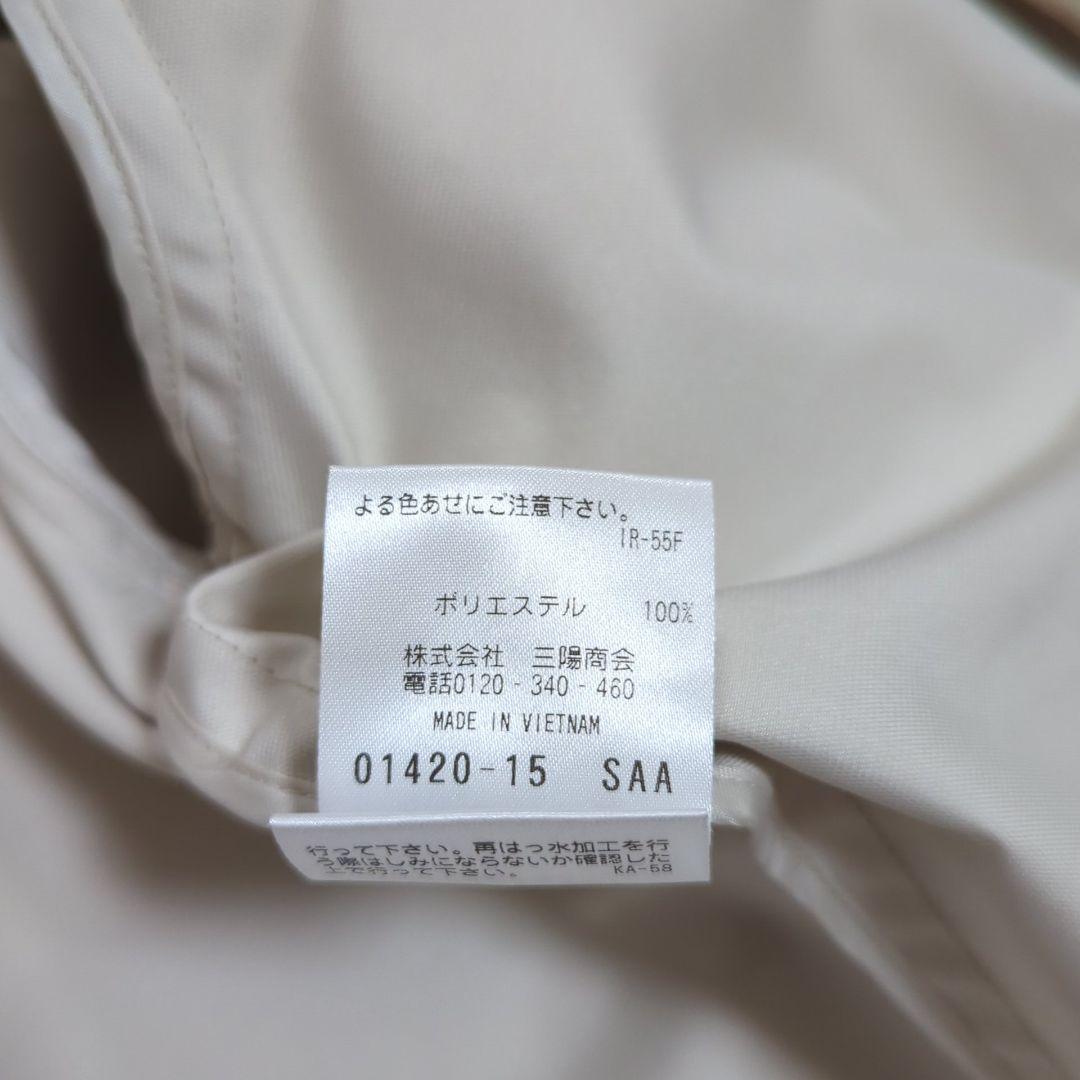 よる色あせにご注意下さい。
IR-55F
ポリエステル 100%
株式会社 三陽商会
電話0120-340-460
MADE IN VIETNAM
01420-15 SAA
行って下さい。再はっ水加工を行
う際はしみにならないか確認した
上で行って下さい。 KA-58